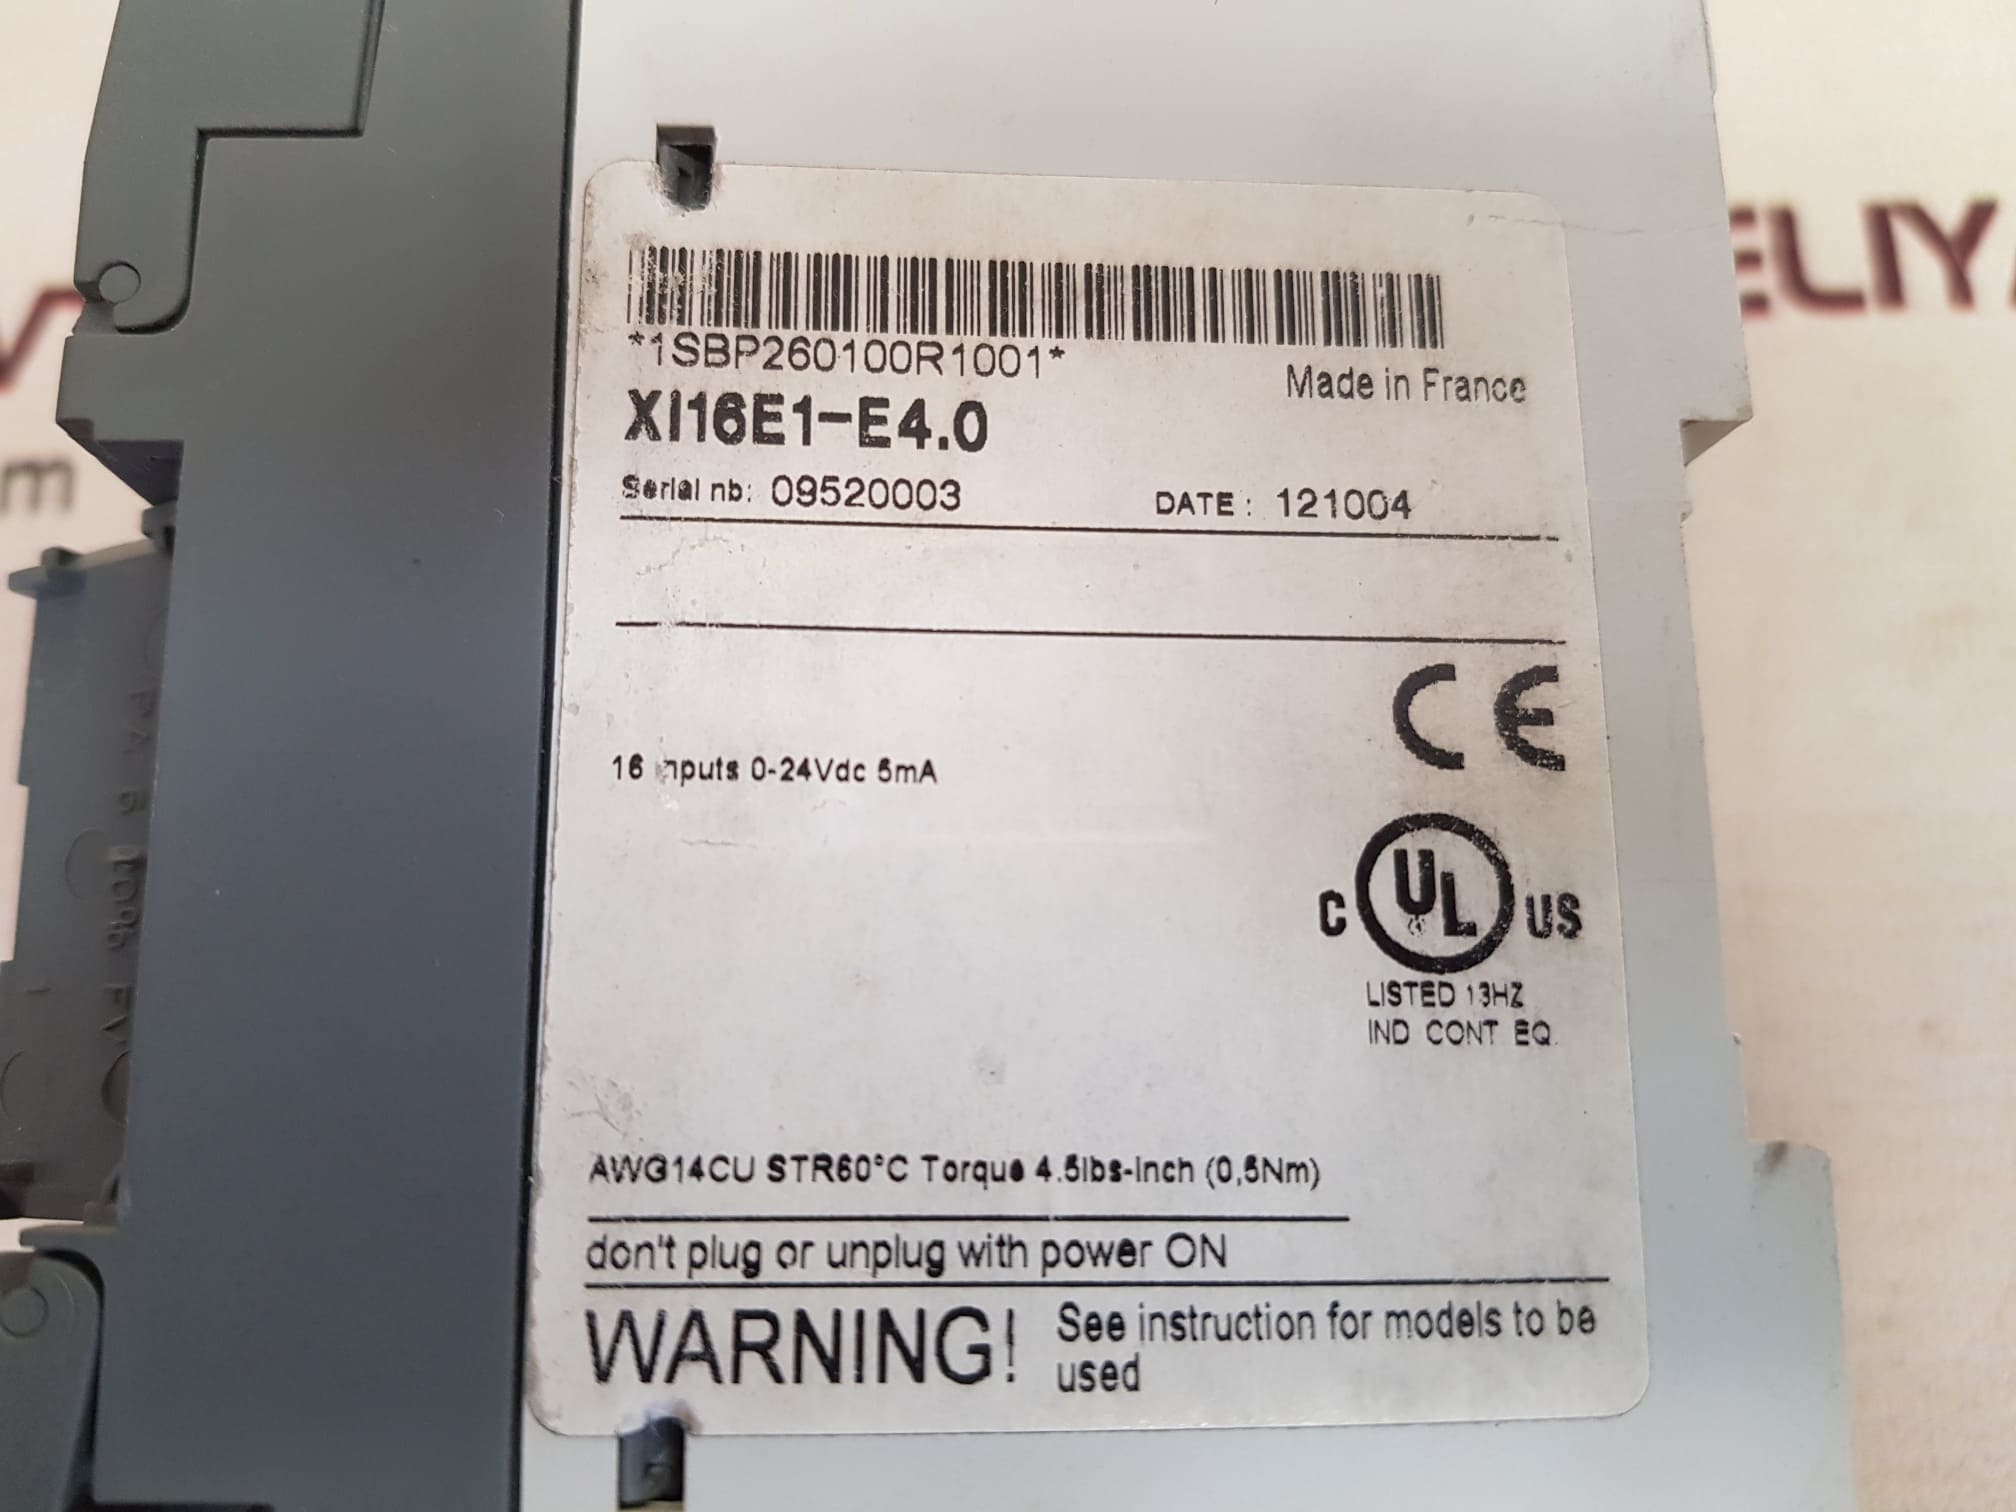 *1SBP260100R1001*
Made in France
XI16E1-E4.0
Serial nb: 09520003
DATE : 121004
CE
16 inputs 0-24Vdc 5mA
C UL US
LISTED 13HZ
IND CONT EQ.
AWG14CU STR60°C Torque 4.5lbs-Inch (0,5Nm)
don't plug or unplug with power ON
WARNING! See instruction for models to be
used
ELIY
m